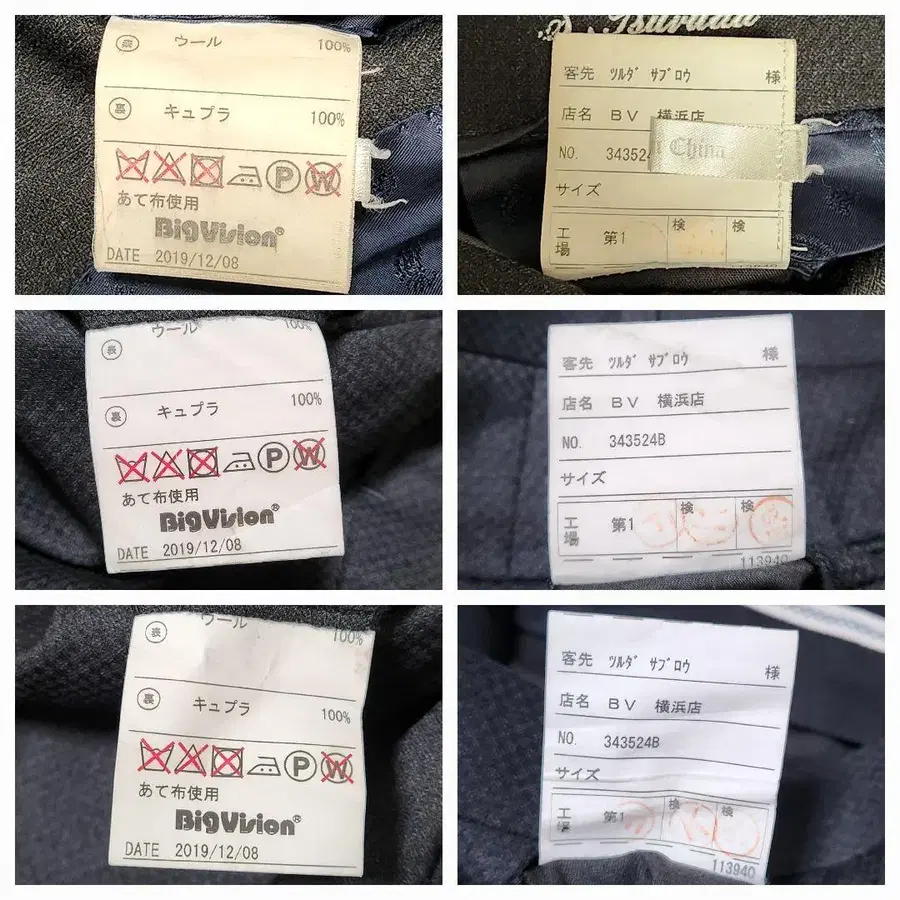 表 ウール 100%
裏 キュプラ 100%
P W
あて布使用
BigVision®
DATE 2019/12/08
S. Tsuruda
客先 ﾂﾙﾀﾞ ｻﾌﾞﾛｳ 様
店名 BV 横浜店
NO. 34352
China
サイズ
工場 第1 検 検
113940
表 ウール 100%
裏 キュプラ 100%
P W
あて布使用
BigVision®
DATE 2019/12/08
客先 ﾂﾙﾀﾞ ｻﾌﾞﾛｳ 様
店名 BV 横浜店
NO. 343524B
サイズ
工場 第1 検 検
113940
表 ウール 100%
裏 キュプラ 100%
P W
あて布使用
BigVision®
DATE 2019/12/08
客先 ﾂﾙﾀﾞ ｻﾌﾞﾛｳ 様
店名 BV 横浜店
NO. 343524B
サイズ
工場 第1 検 検
113940